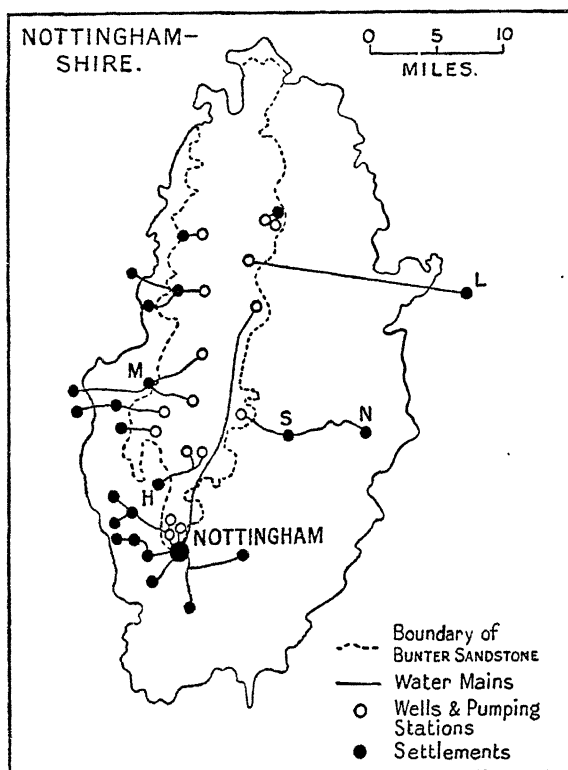 NOTTINGHAM-
SHIRE.
0 5 10
MILES.
L
M
S
N
H
NOTTINGHAM
Boundary of
BUNTER SANDSTONE
Water Mains
Wells & Pumping
Stations
Settlements